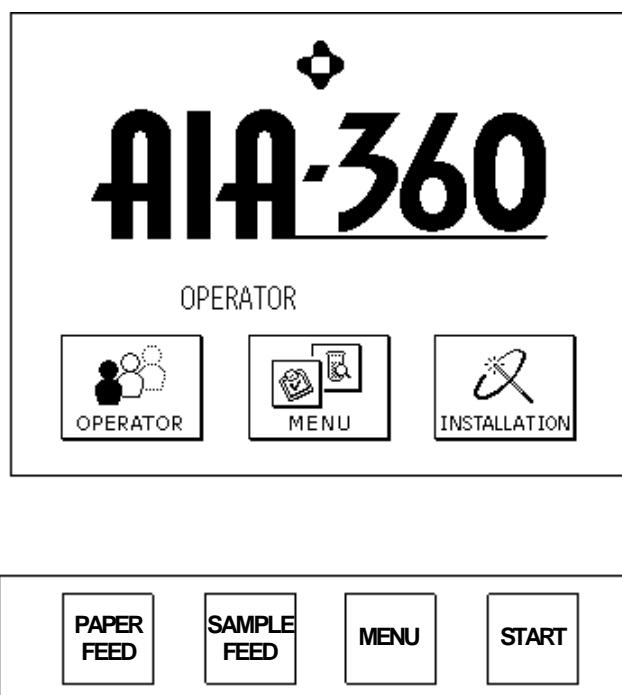 AIA-360
OPERATOR
OPERATOR MENU INSTALLATION
PAPER FEED SAMPLE FEED MENU START